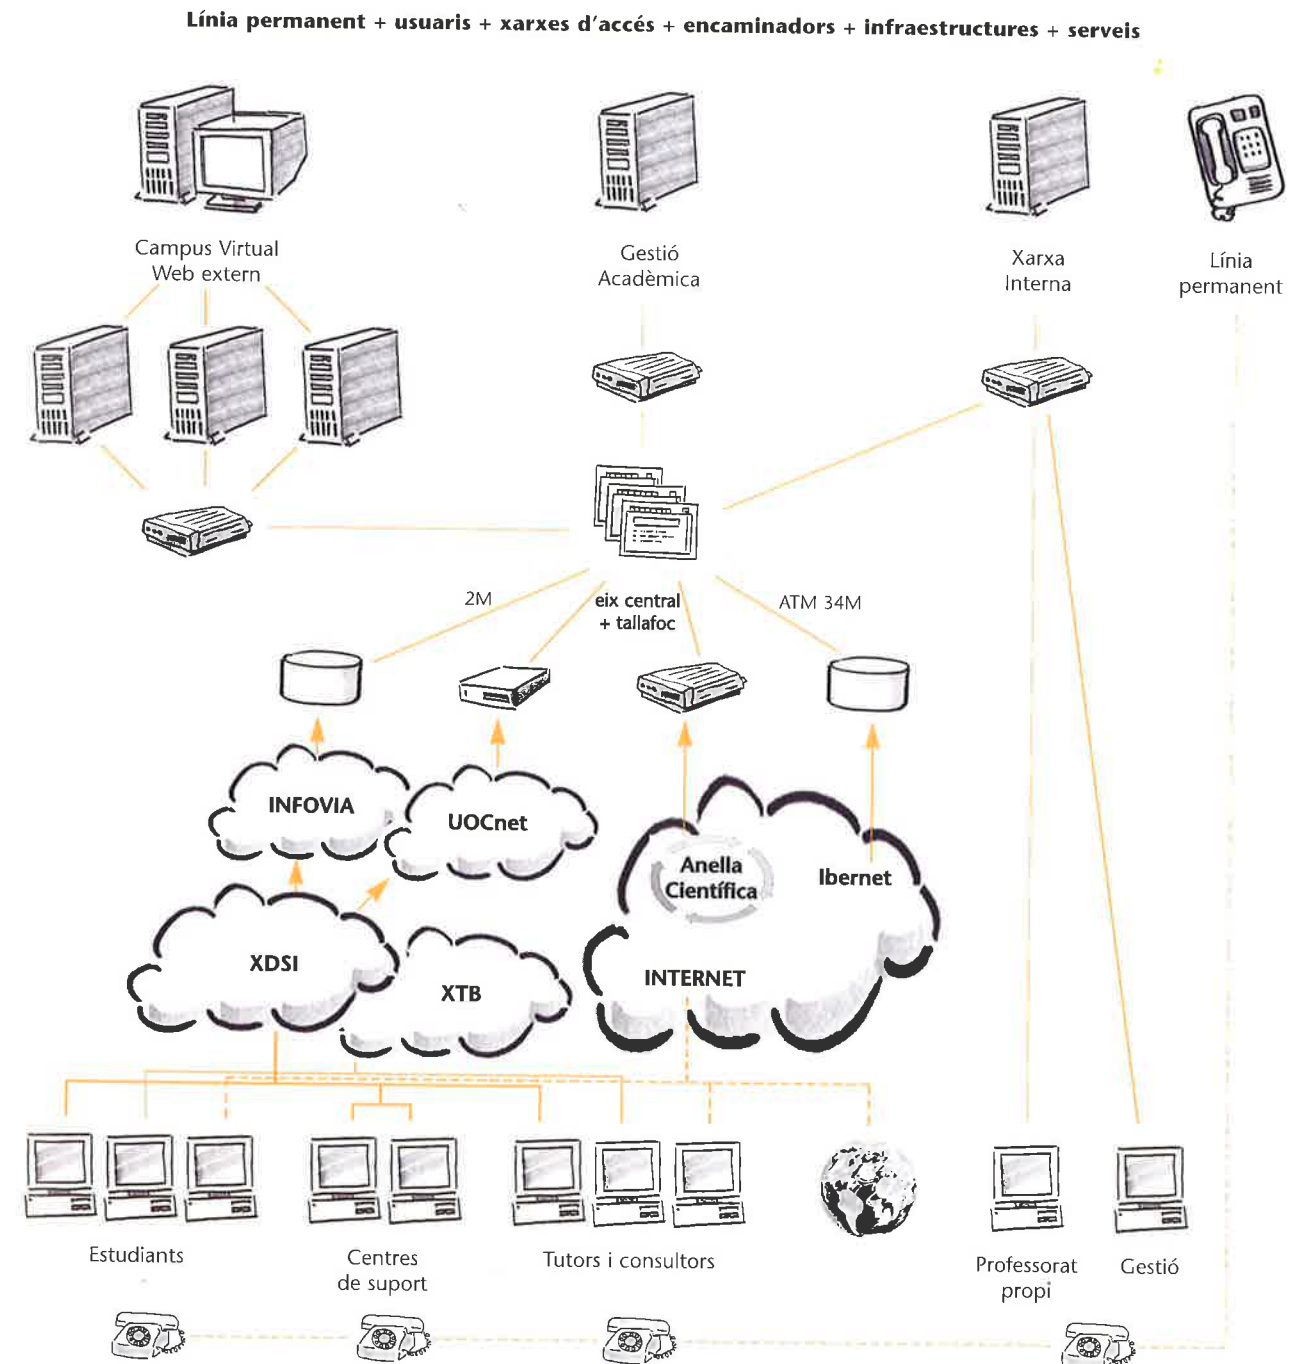 Línia permanent + usuaris + xarxes d'accés + encaminadors + infraestructures + serveis
Campus Virtual
Web extern
Gestió
Acadèmica
Xarxa
Interna
Línia
permanent
2M
eix central
+ tallafoc
ATM 34M
INFOVIA
UOCnet
Anella
Científica
Ibernet
XDSI
XTB
INTERNET
Estudiants
Centres
de suport
Tutors i consultors
Professorat
propi
Gestió